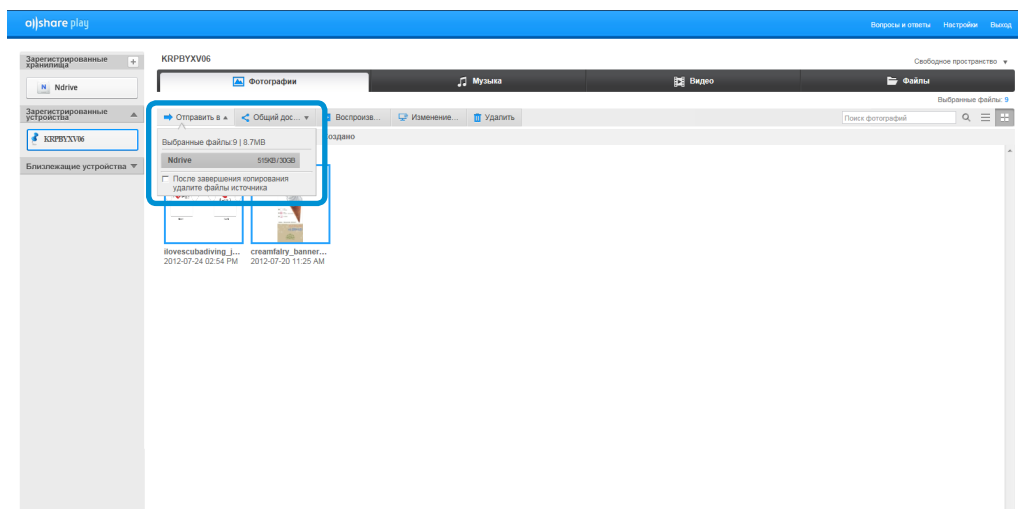 o))share play
Вопросы и ответы Настройки Выход
Зарегистрированные
хранилища
+
KRPBYXV06
Свободное пространство
N Ndrive
Фотографии
Музыка
Видео
Файлы
Выбранные файлы: 9
Зарегистрированные
устройства
Отправить в
Общий дос...
Воспроизв...
Изменение...
Удалить
Поиск фотографий
KRPBYXV06
Выбранные файлы:9 | 8.7MB
оздано
Ndrive 515KB/30GB
Близлежащие устройства
После завершения копирования
удалите файлы источника
ilovescubadiving_j...
2012-07-24 02:54 PM
creamfalry_banner...
2012-07-20 11:25 AM